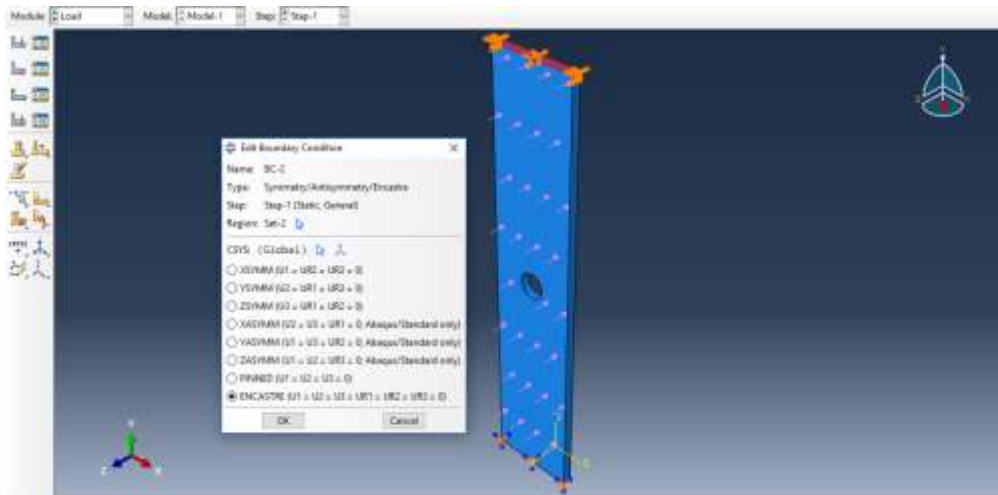 Module: Load Model: Model-1 Step: Step-1
Edit Boundary Condition
Name: BC-2
Type: Symmetry/Antisymmetry/Encastre
Step: Step-1 (Static, General)
Region: Set-2
CSYS: (Global)
XSYMM (U1 = UR2 = UR3 = 0)
YSYMM (U2 = UR1 = UR3 = 0)
ZSYMM (U3 = UR1 = UR2 = 0)
XASYMM (U2 = U3 = UR1 = 0; Abaqus/Standard only)
YASYMM (U1 = U3 = UR2 = 0; Abaqus/Standard only)
ZASYMM (U1 = U2 = UR3 = 0; Abaqus/Standard only)
PINNED (U1 = U2 = U3 = 0)
ENCASTRE (U1 = U2 = U3 = UR1 = UR2 = UR3 = 0)
OK Cancel
Y
Z X